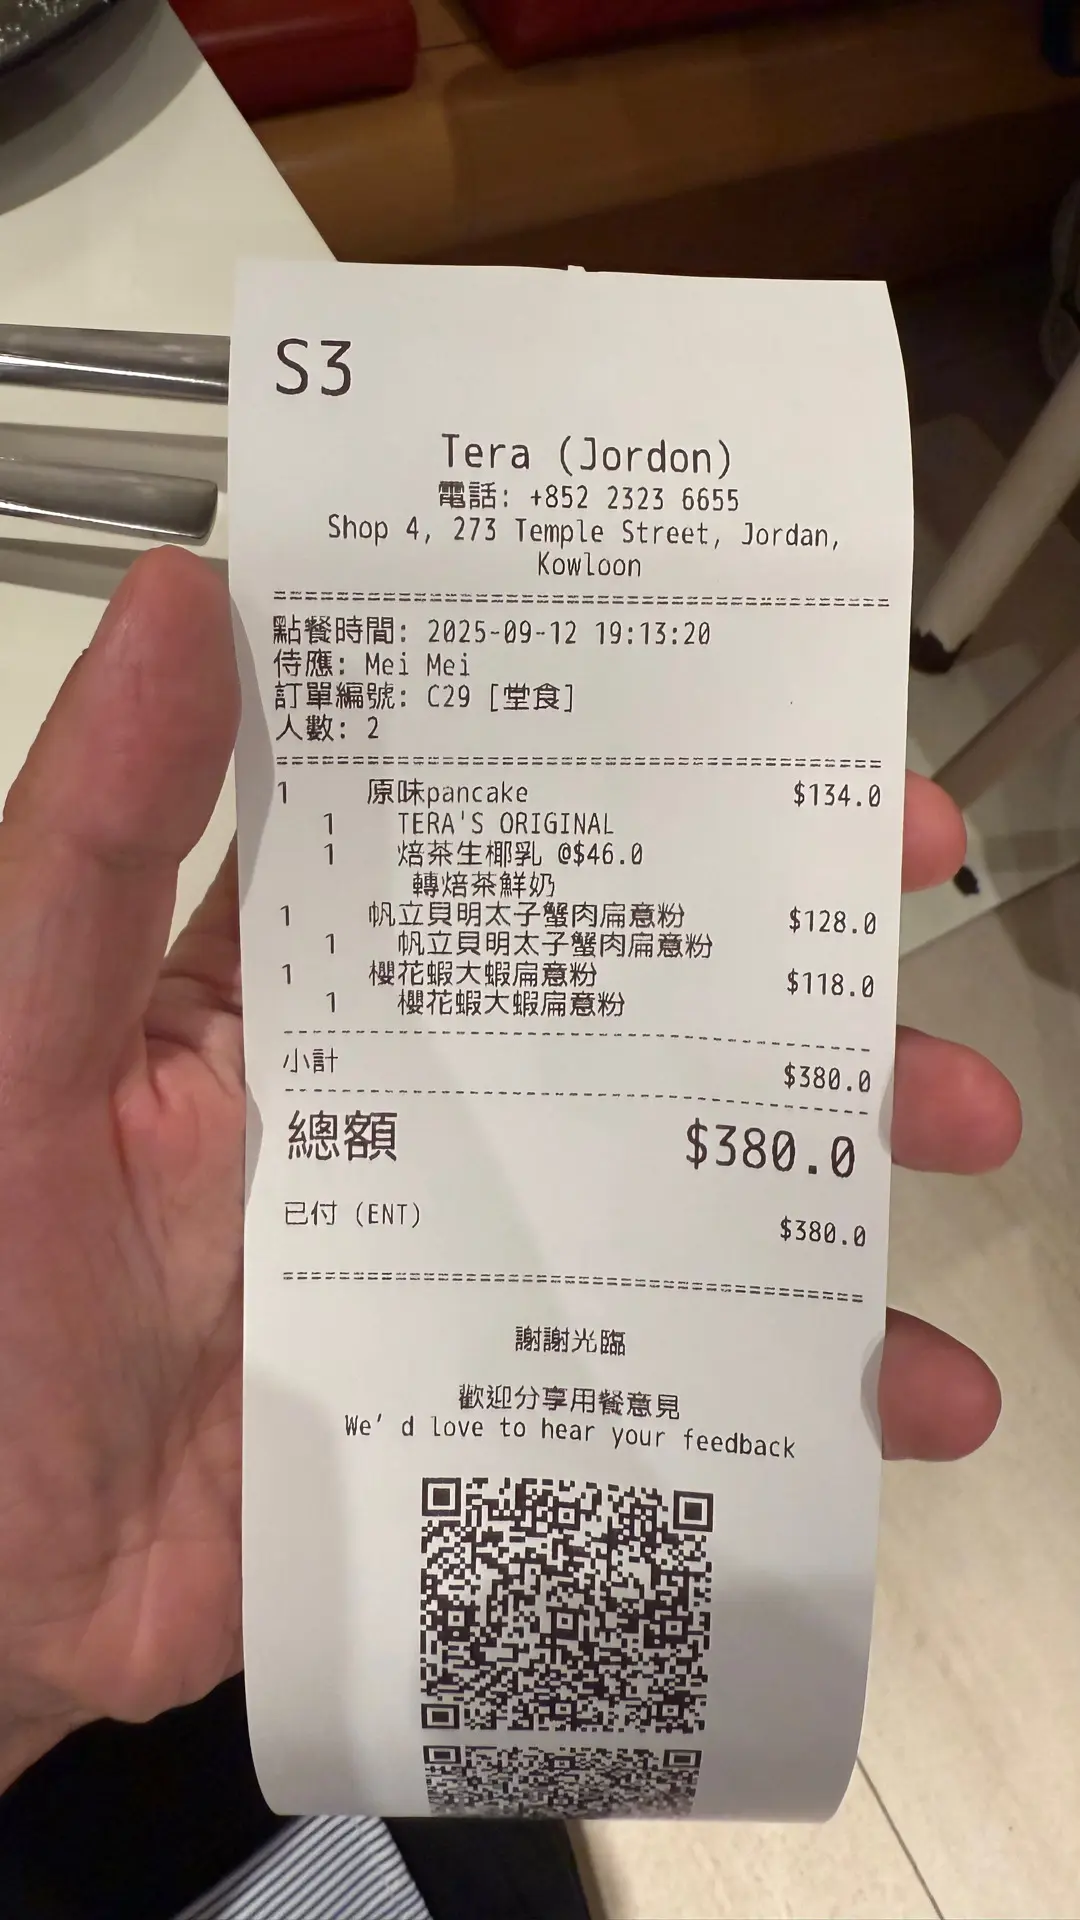 S3
Tera (Jordon)
電話: +852 2323 6655
Shop 4, 273 Temple Street, Jordan,
Kowloon
========================================
點餐時間: 2025-09-12 19:13:20
侍應: Mei Mei
訂單編號: C29 [堂食]
人數: 2
========================================
1 原味pancake $134.0
1 TERA'S ORIGINAL
1 焙茶生椰乳 @$46.0
轉焙茶鮮奶
1 帆立貝明太子蟹肉扁意粉 $128.0
1 帆立貝明太子蟹肉扁意粉
1 櫻花蝦大蝦扁意粉 $118.0
1 櫻花蝦大蝦扁意粉
----------------------------------------
小計 $380.0
----------------------------------------
總額 $380.0
已付 (ENT) $380.0
========================================
謝謝光臨
歡迎分享用餐意見
We'd love to hear your feedback